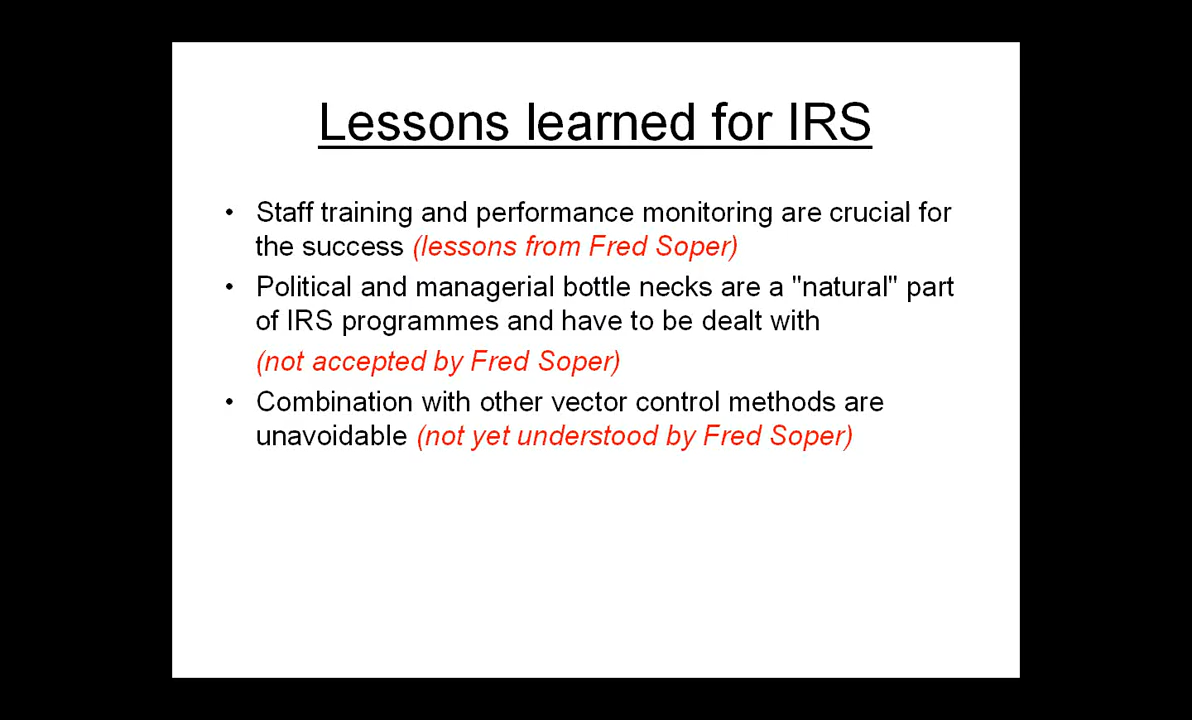 Lessons learned for IRS
• Staff training and performance monitoring are crucial for
the success (lessons from Fred Soper)
• Political and managerial bottle necks are a "natural" part
of IRS programmes and have to be dealt with
(not accepted by Fred Soper)
• Combination with other vector control methods are
unavoidable (not yet understood by Fred Soper)